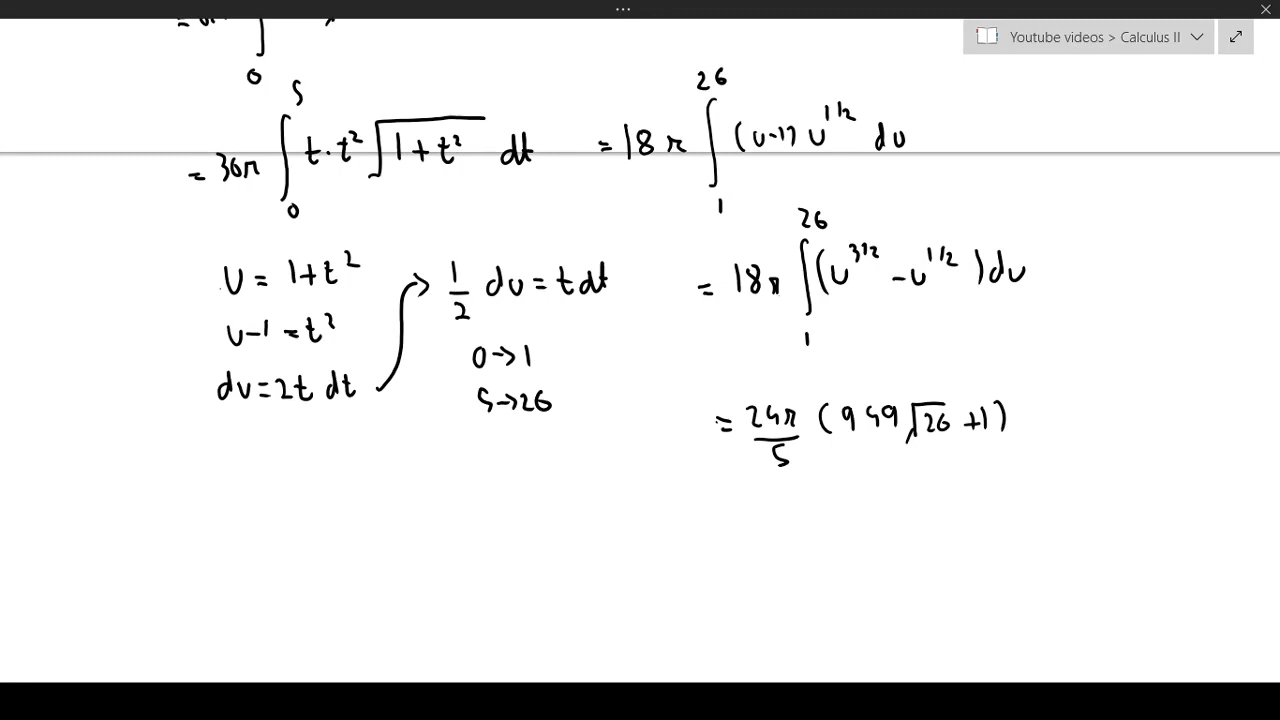 Youtube videos > Calculus II
= 36π ∫₀⁵ t·t² √(1+t²) dt = 18π ∫₁²⁶ (u-1) u^(1/2) du
u = 1+t²
u-1 = t²
du = 2t dt
1/2 du = t dt
0→1
5→26
= 18π ∫₁²⁶ (u^(3/2) - u^(1/2)) du
= 24π/5 (949√26 + 1)